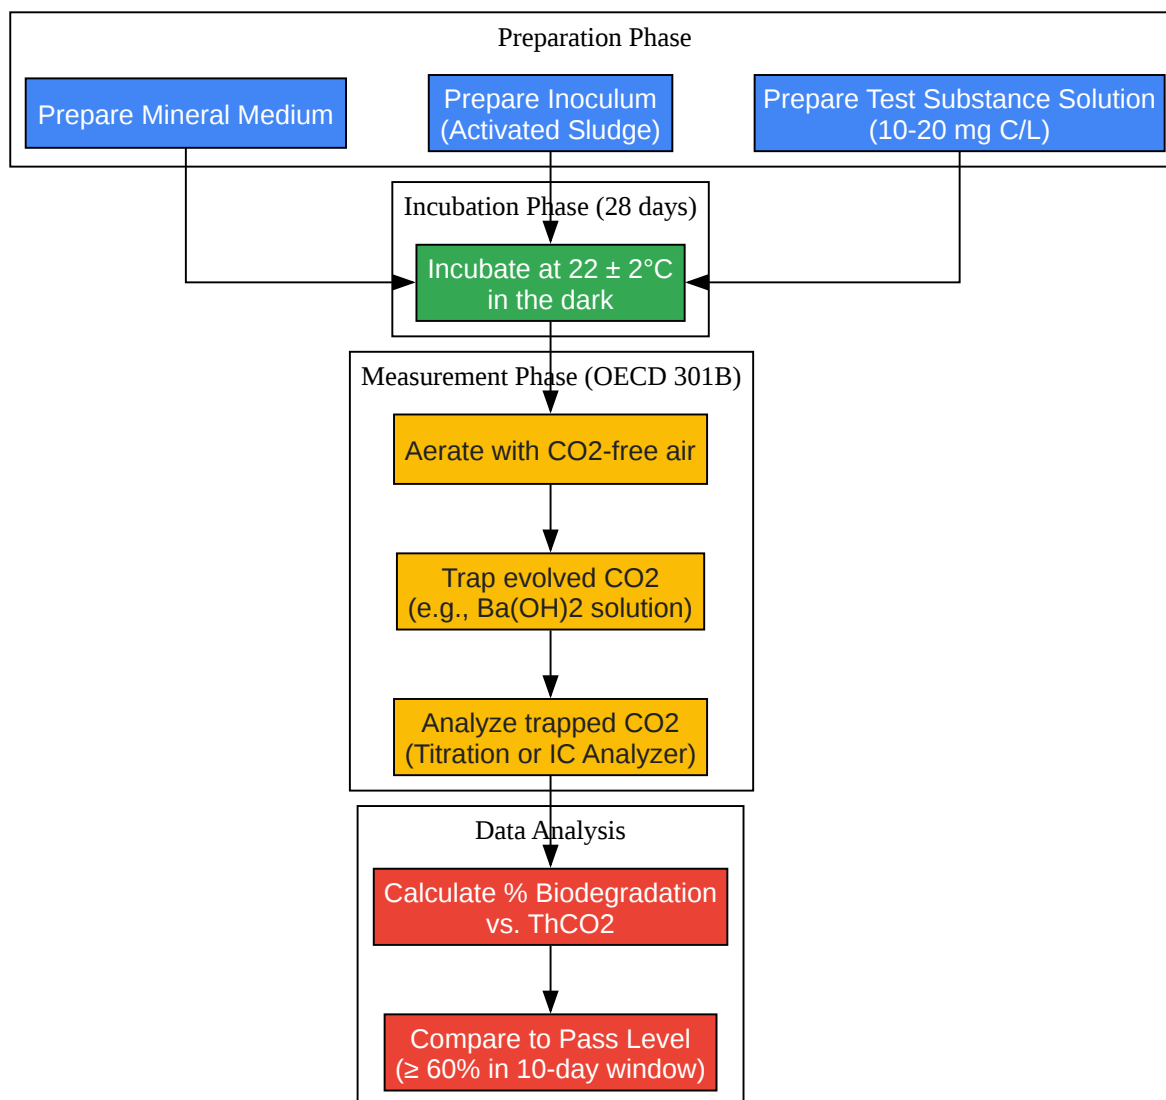 Preparation Phase
Prepare Mineral Medium
Prepare Inoculum
(Activated Sludge)
Prepare Test Substance Solution
(10-20 mg C/L)
Incubation Phase (28 days)
Incubate at 22 ± 2°C
in the dark
Measurement Phase (OECD 301B)
Aerate with CO2-free air
Trap evolved CO2
(e.g., Ba(OH)2 solution)
Analyze trapped CO2
(Titration or IC Analyzer)
Data Analysis
Calculate % Biodegradation
vs. ThCO2
Compare to Pass Level
(≥ 60% in 10-day window)